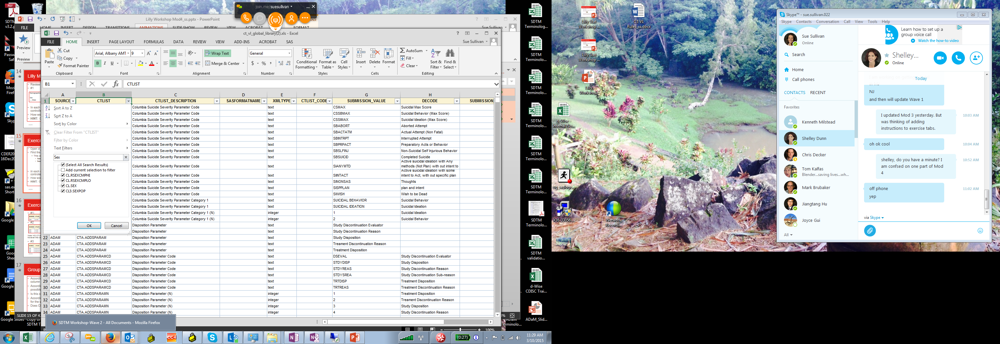 join.me/suesullivan
Lilly Workshop Mod4_ss.pptx - PowerPoint
FILE HOME INSERT DESIGN TRANSITIONS ANIMATIONS SLIDE SHOW REVIEW VIEW ACROBAT FORMAT
Sue Sullivan
Preview
Preview
ct_vl_global_library(2).xls - Excel
FILE HOME INSERT PAGE LAYOUT FORMULAS DATA REVIEW VIEW ADD-INS ACROBAT SAS
Sue Sullivan
Paste
Cut
Copy
Format Painter
Clipboard
Arial, Albany AMT 9
B I U
Font
Wrap Text
Merge & Center
Alignment
General
$ % ,
Number
Conditional Formatting
Format as Table
Cell Styles
Styles
Insert Delete Format
Cells
AutoSum
Fill
Clear
Sort & Filter
Find & Select
Editing
B1 fx CTLIST
A B C D E F G H
1 SOURCE CTLIST CTLIST_DESCRIPTION SASFORMATNAME XMLTYPE CTLIST_CODE SUBMISSION_VALUE DECODE SUBMISSION_
Sort A to Z
Sort Z to A
Sort by Color
Clear Filter From "CTLIST"
Filter by Color
Text Filters
Sex
(Select All Search Results)
Add current selection to filter
CL.RSEXCMPHI
CL.RSEXCMPLO
CL.SEX
CL3.SEXPOP
OK Cancel
Columbia Suicide Severity Parameter Code text CSMAX Suicidal Max Score
Columbia Suicide Severity Parameter Code text CSSBMAX Suicidal Behavior (Max Score)
Columbia Suicide Severity Parameter Code text CSSIMAX Suicidal Ideation (Max Score)
Columbia Suicide Severity Parameter Code text SBABORT Aborted Attempt
Columbia Suicide Severity Parameter Code text SBACTATM Actual Attempt (Non Fatal)
Columbia Suicide Severity Parameter Code text SBINTRPT Interrupted Attempt
Columbia Suicide Severity Parameter Code text SBPRPACT Preparatory Acts or Behavior
Columbia Suicide Severity Parameter Code text SBSLFINJ Non-Suicidal Self Injurious Behavior
Columbia Suicide Severity Parameter Code text SBSUICID Completed Suicide
Active suicidal ideation with Any
Columbia Suicide Severity Parameter Code text SIANYMTD methods (Not Plan) with out intent to
Active suicidal ideation with some
Columbia Suicide Severity Parameter Code text SIINTACT intent to Act, with out specific plan
Columbia Suicide Severity Parameter Code text SINONSAS Thoughts
Columbia Suicide Severity Parameter Code text SISPPLAN plan and intent
Columbia Suicide Severity Parameter Code text SIWISH Wish to be Dead
Columbia Suicide Severity Parameter Category 1 text SUICIDAL BEHAVIOR Suicidal Behavior
Columbia Suicide Severity Parameter Category 1 text SUICIDAL IDEATION Suicidal Ideation
Columbia Suicide Severity Parameter Category 1 (N) integer 1 Suicidal Ideation
Columbia Suicide Severity Parameter Category 1 (N) integer 2 Suicidal Behavior
Disposition Parameter text Study Discontinuation Evaluator
Disposition Parameter text Study Discontinuation Reason
22 ADAM CTA.ADDSPARAM Disposition Parameter text Study Disposition
23 ADAM CTA.ADDSPARAM Disposition Parameter text Treament Discontinuation Reason
24 ADAM CTA.ADDSPARAM Disposition Parameter text Treatment Disposition
25 ADAM CTA.ADDSPARAMCD Disposition Parameter Code text DSEVAL Study Discontinuation Evaluator
26 ADAM CTA.ADDSPARAMCD Disposition Parameter Code text STDYDISP Study Disposition
27 ADAM CTA.ADDSPARAMCD Disposition Parameter Code text STDYREAS Study Discontinuation Reason
28 ADAM CTA.ADDSPARAMCD Disposition Parameter Code text STDYSREA Study Discontinuation Sub-reason
29 ADAM CTA.ADDSPARAMCD Disposition Parameter Code text TRTDISP Treatment Disposition
30 ADAM CTA.ADDSPARAMCD Disposition Parameter Code text TRTREAS Treatment Discontinuation Reason
31 ADAM CTA.ADDSPARAMN Disposition Parameter (N) integer 1 Treatment Disposition
32 ADAM CTA.ADDSPARAMN Disposition Parameter (N) integer 2 Treament Discontinuation Reason
33 ADAM CTA.ADDSPARAMN Disposition Parameter (N) integer 3 Study Disposition
34 ADAM CTA.ADDSPARAMN Disposition Parameter (N) integer 4 Study Discontinuation Reason
SLIDE 15 OF 42
SDTM Workshop-Wave 2 - All Documents - Mozilla Firefox
100%
(0:27)
11:29 AM
3/10/2015
SDTM Terminolog...
SDTM Terminolo...
SDTM Terminolo...
SDTM Terminolo...
SDTM Terminolo...
SDTM Terminolo...
SDTM Terminolo...
SDTM validatio...
d-Wise CDISC Trai...
ADaM_Slid...
Lilly Stat Workshop ...
Lilly Stat Workshop ...
Lilly Worksho...
CT VL Rules_ss.docx
d-Wise - Internal No...
ug_saslogc...
X16-33056...
Network Recordi...
Skype™ - sue.sullivan.022
Skype Contacts Conversation Call View Tools Help
Sue Sullivan
Online
Search
Home
Call phones
CONTACTS RECENT
Favorites
Kenneth Milstead
Shelley Dunn
Chris Decker
Tom Kalfas
Blender...saving lives...wh...
Mark Brubaker
Jiangtang Hu
Joyce Gui
All
Learn how to set up a
group voice call
Watch the how-to video
Shelley...
Online
Today
NJ
and then will update Wave 1
I updated Mod 3 yesterday. But 10:03 AM
was thinking of adding
instructions to exercise tabs.
oh ok cool 10:04 AM
shelley, do you have a minute? I 10:52 AM
am confsed on one part of Mod
4
off phone 11:02 AM
yep
via Skype